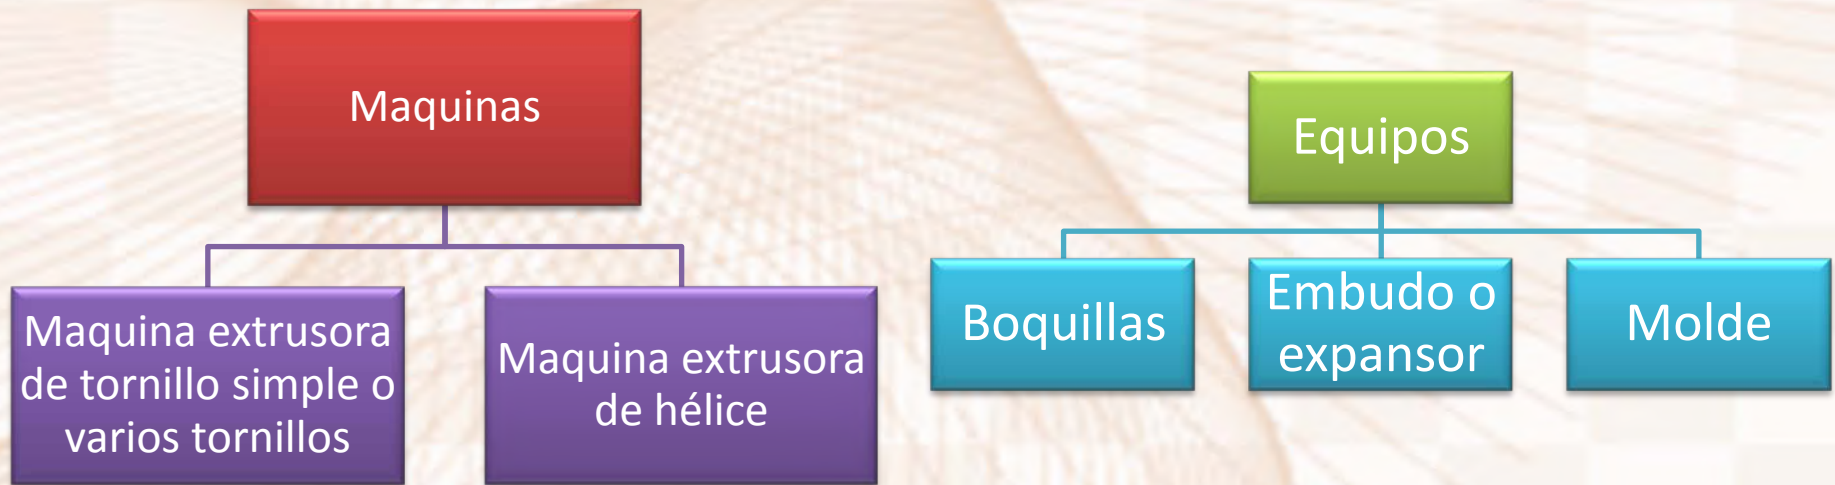 Maquinas
Maquina extrusora
de tornillo simple o
varios tornillos
Maquina extrusora
de hélice
Equipos
Boquillas
Embudo o
expansor
Molde